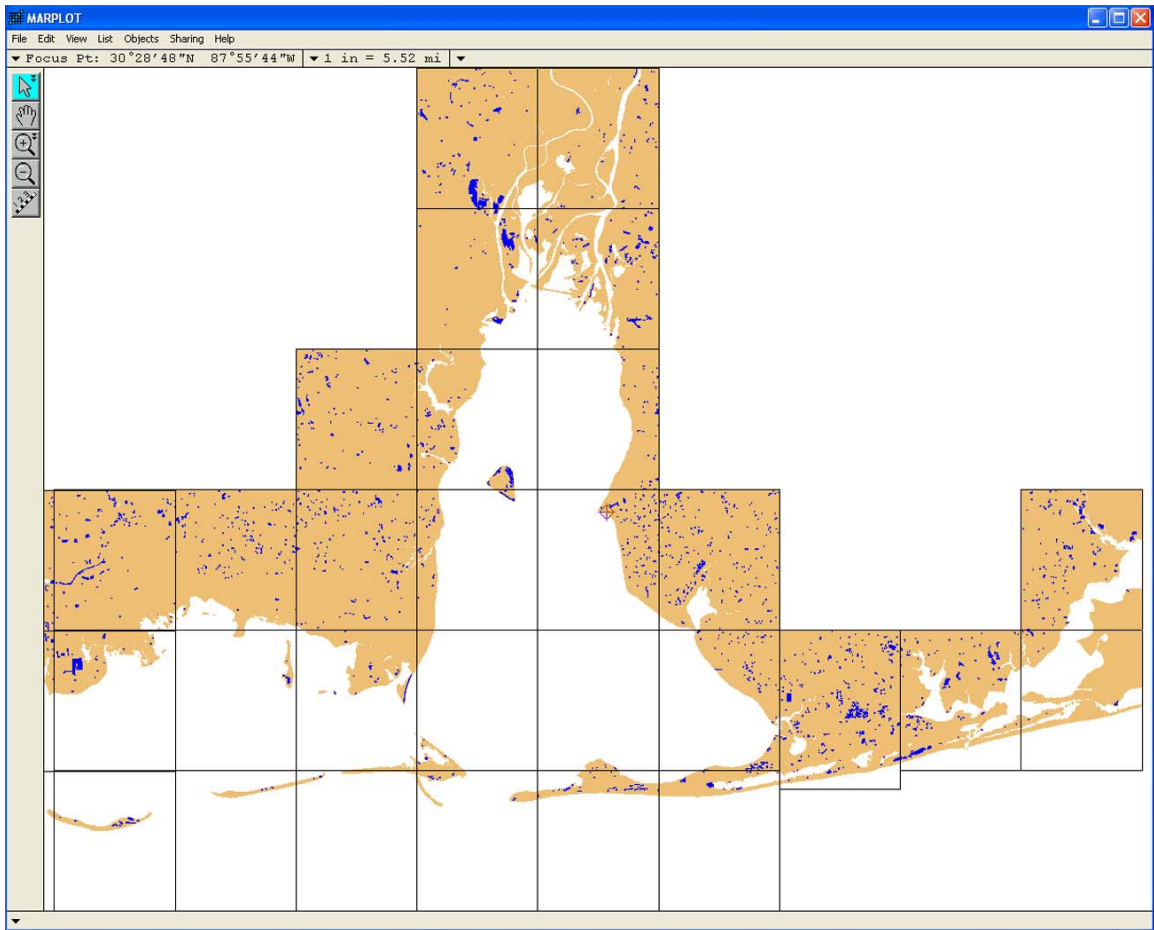 MARPLOT
File Edit View List Objects Sharing Help
Focus Pt: 30°28'48"N 87°55'44"W 1 in = 5.52 mi